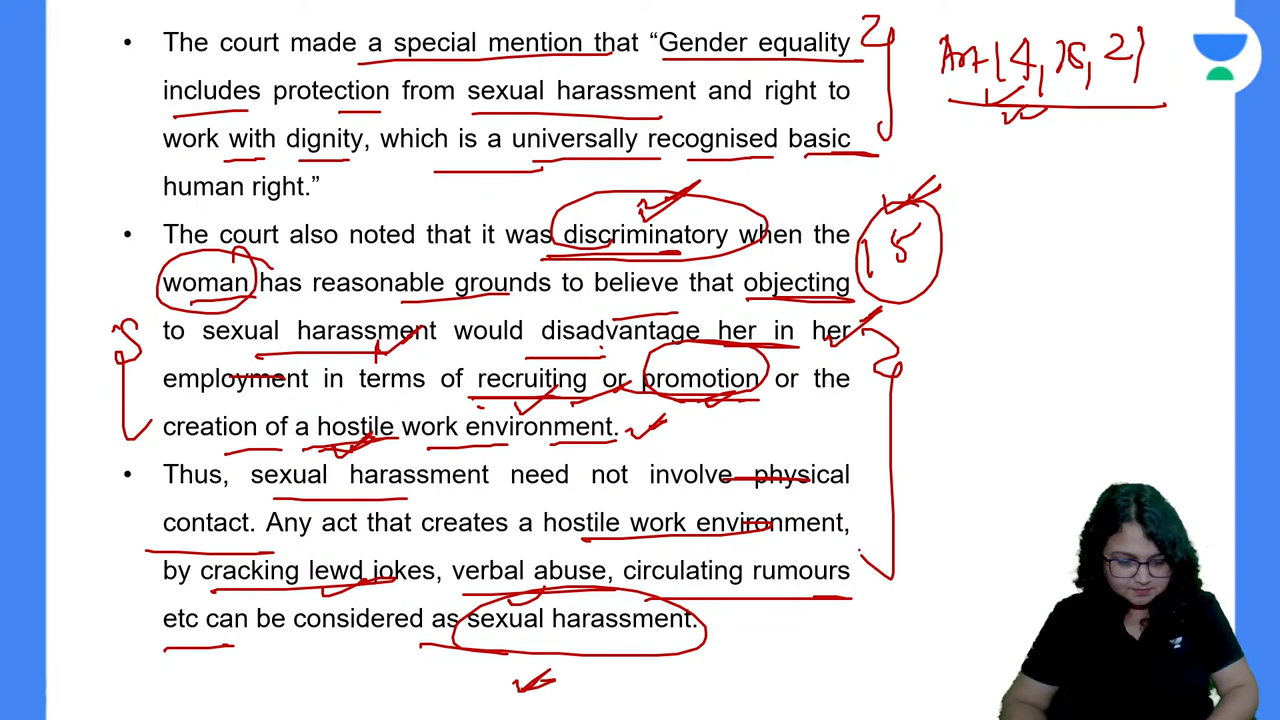 • The court made a special mention that “Gender equality
includes protection from sexual harassment and right to
work with dignity, which is a universally recognised basic
human right.”
• The court also noted that it was discriminatory when the
woman has reasonable grounds to believe that objecting
to sexual harassment would disadvantage her in her
employment in terms of recruiting or promotion or the
creation of a hostile work environment.
• Thus, sexual harassment need not involve physical
contact. Any act that creates a hostile work environment,
by cracking lewd jokes, verbal abuse, circulating rumours
etc can be considered as sexual harassment.
Art 14, 15, 21
15